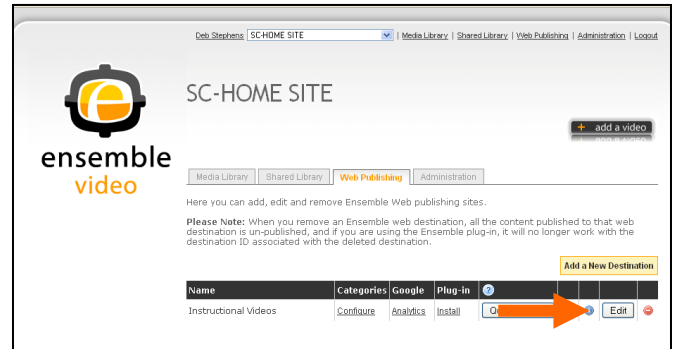 Deb Stephens SC-HOME SITE | Media Library | Shared Library | Web Publishing | Administration | Logout
SC-HOME SITE
+ add a video
ensemble
video
Media Library Shared Library Web Publishing Administration
Here you can add, edit and remove Ensemble Web publishing sites.
Please Note: When you remove an Ensemble web destination, all the content published to that web
destination is un-published, and if you are using the Ensemble plug-in, it will no longer work with the
destination ID associated with the deleted destination.
Add a New Destination
Name Categories Google Plug-in ?
Instructional Videos Configure Analytics Install Edit